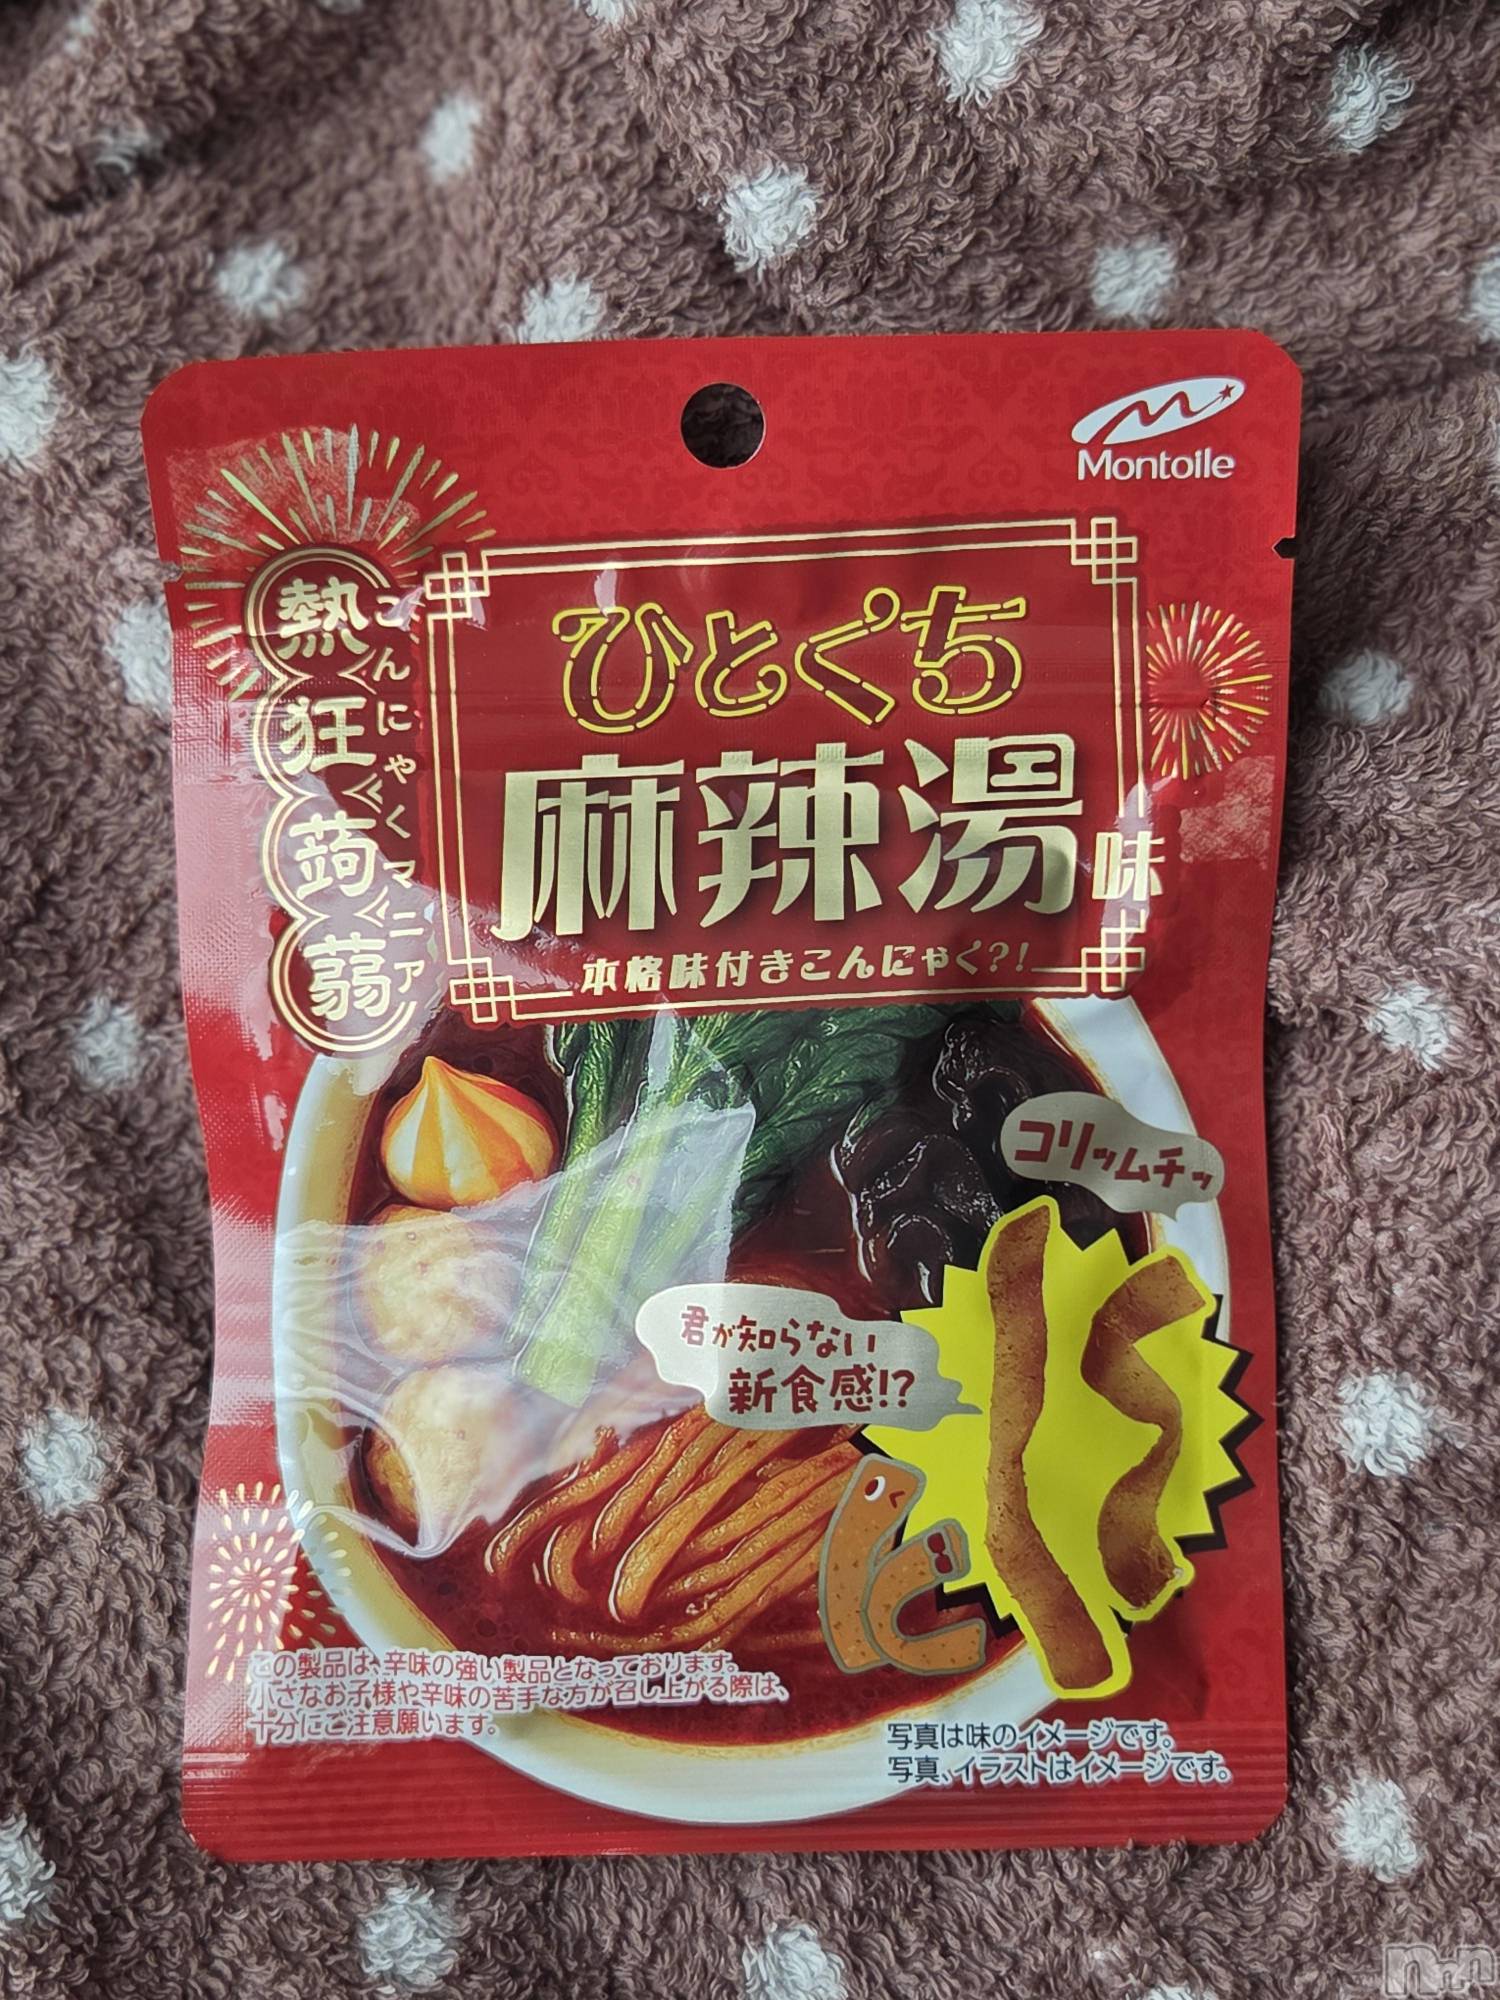 Montoile
熱狂蒟蒻
こんにゃくマニア
ひとくち
麻辣湯味
本格味付きこんにゃく?!
コリッムチッ
君が知らない
新食感!?
この製品は、辛味の強い製品となっております。
小さなお子様や辛味の苦手な方が召し上がる際は、
十分にご注意願います。
写真は味のイメージです。
写真、イラストはイメージです。